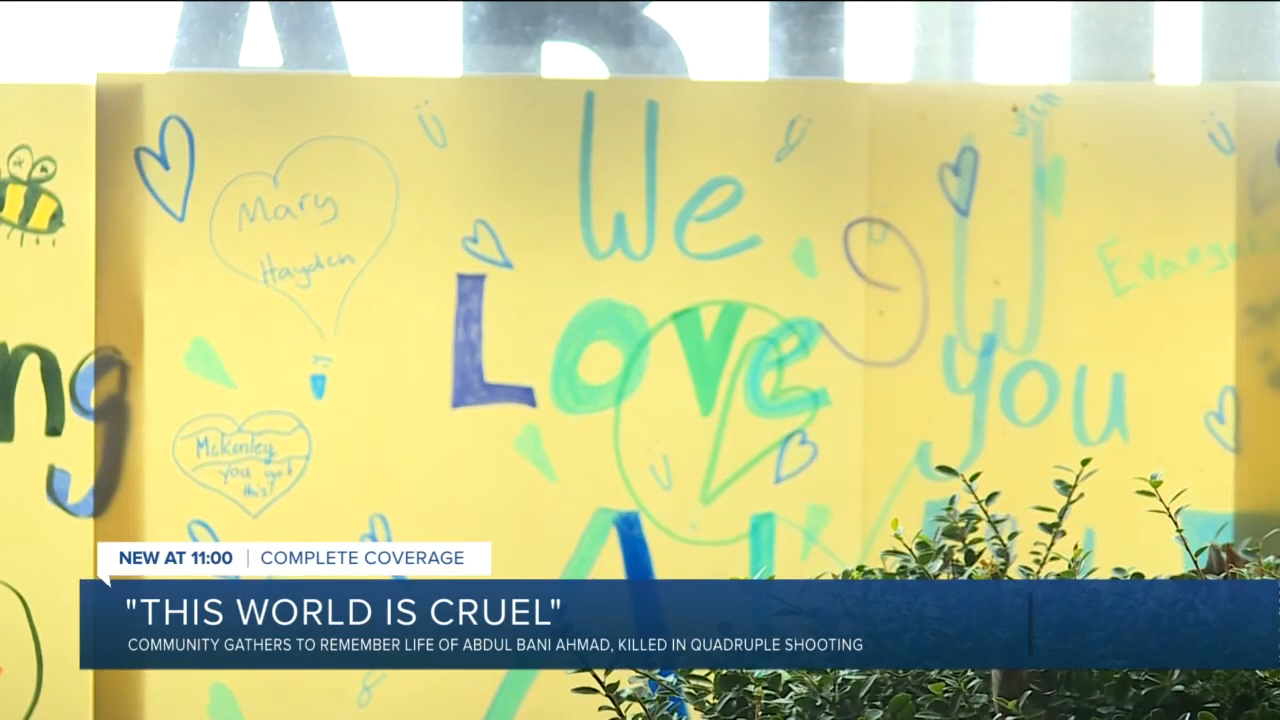 We
Mary
Hayden
Love
you
ng
McKenley
you got
this!
NEW AT 11:00 | COMPLETE COVERAGE
"THIS WORLD IS CRUEL"
COMMUNITY GATHERS TO REMEMBER LIFE OF ABDUL BANI AHMAD, KILLED IN QUADRUPLE SHOOTING